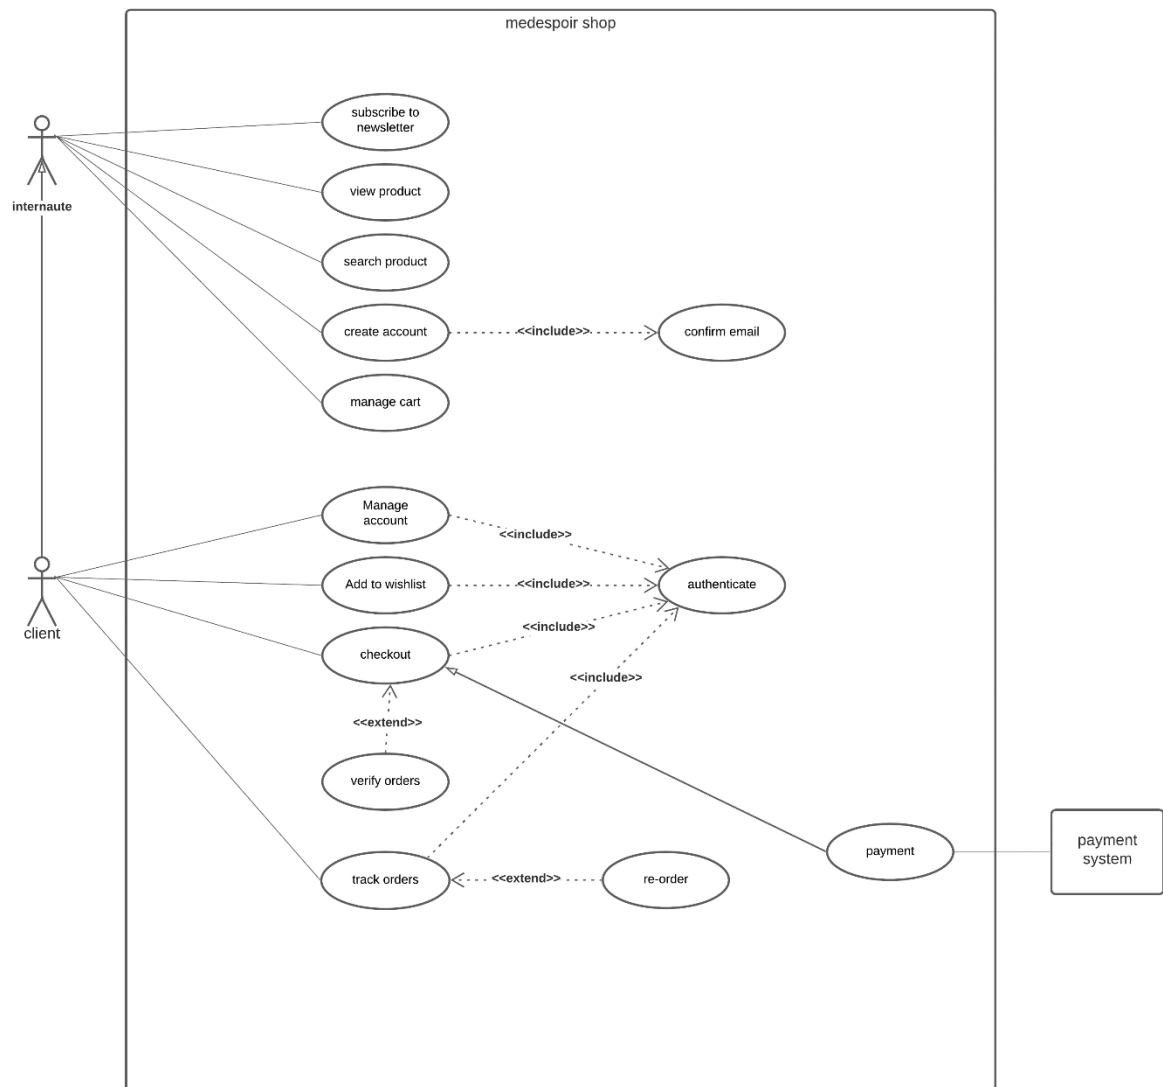 medespoir shop
subscribe to
newsletter
view product
internaute
search product
create account
<<include>>
confirm email
manage cart
Manage
account
<<include>>
Add to wishlist
<<include>>
authenticate
client
checkout
<<include>>
<<include>>
<<extend>>
verify orders
payment
payment
system
track orders
<<extend>>
re-order